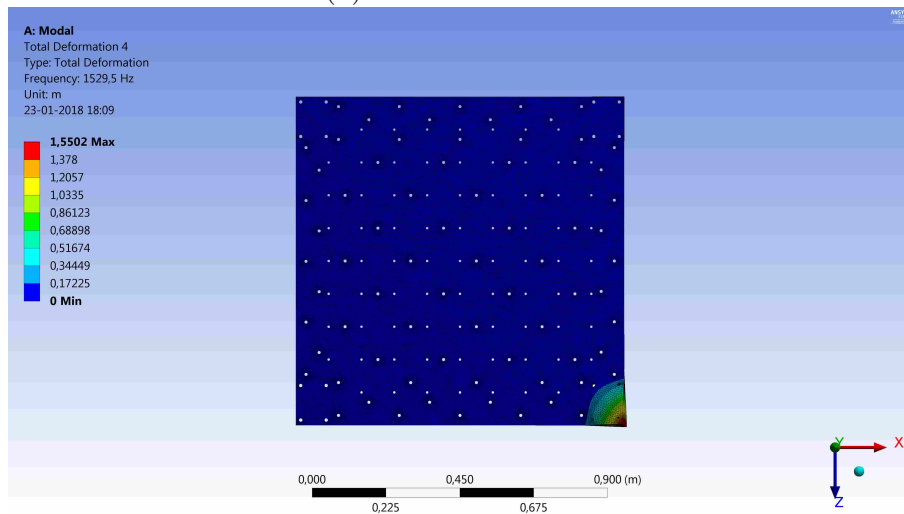 A: Modal
Total Deformation 4
Type: Total Deformation
Frequency: 1529,5 Hz
Unit: m
23-01-2018 18:09
1,5502 Max
1,378
1,2057
1,0335
0,86123
0,68898
0,51674
0,34449
0,17225
0 Min
0,000
0,450
0,900 (m)
0,225
0,675
Y
X
Z